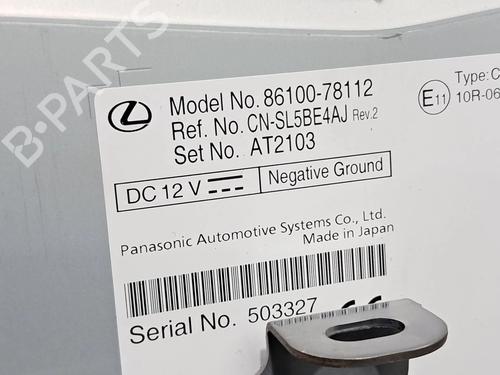 B-PARTS
Model No. 86100-78112
Ref. No. CN-SL5BE4AJ Rev.2
Set No. AT2103
E11
Type: C
10R-06
DC 12 V
Negative Ground
Panasonic Automotive Systems Co., Ltd.
Made in Japan
Serial No. 503327